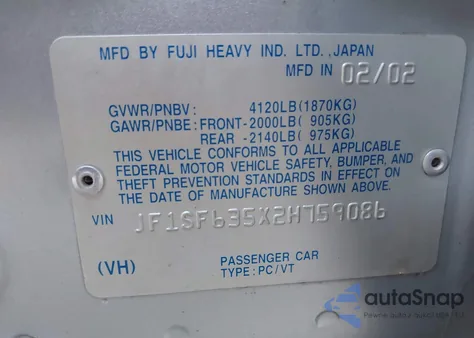 MFD BY FUJI HEAVY IND. LTD., JAPAN
MFD IN 02/02
GVWR/PNBV: 4120LB(1870KG)
GAWR/PNBE: FRONT-2000LB( 905KG)
REAR -2140LB( 975KG)
THIS VEHICLE CONFORMS TO ALL APPLICABLE
FEDERAL MOTOR VEHICLE SAFETY, BUMPER, AND
THEFT PREVENTION STANDARDS IN EFFECT ON
THE DATE OF MANUFACTURE SHOWN ABOVE.
VIN JF1SF635X2H759086
(VH) PASSENGER CAR
TYPE: PC/VT
autoSnap